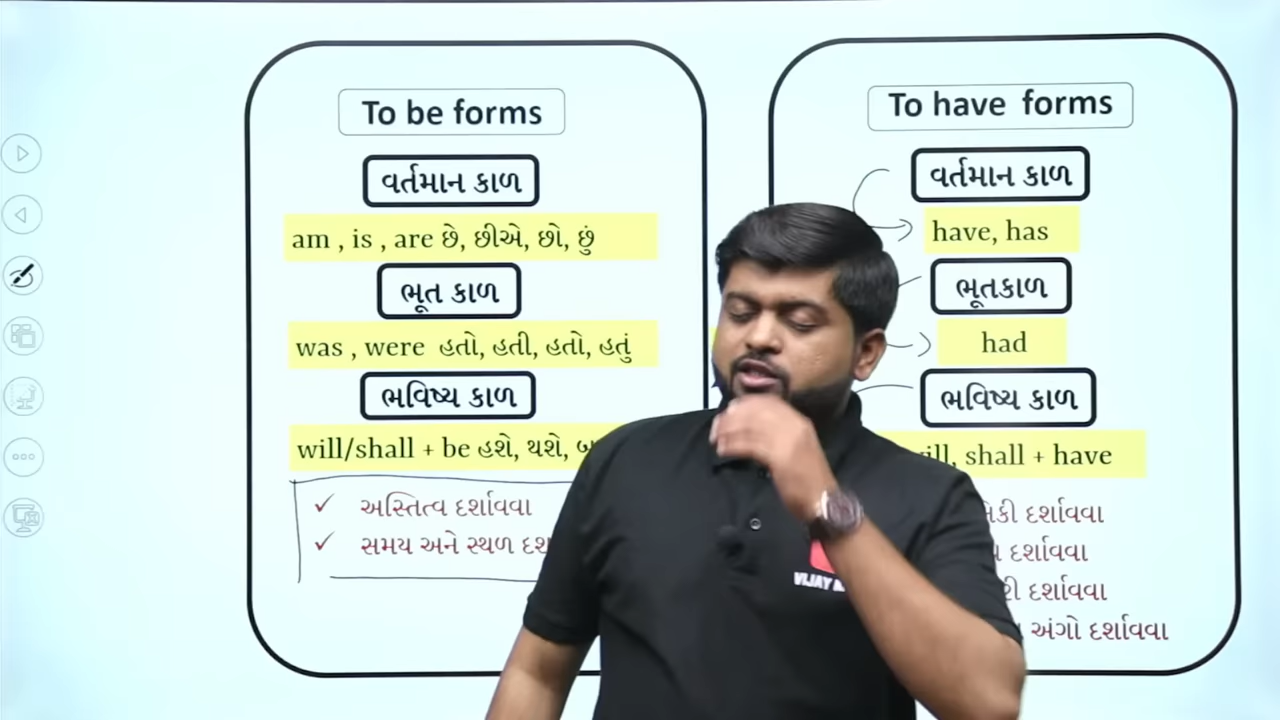 To be forms
વર્તમાન કાળ
am , is , are છે, છીએ, છો, છું
ભૂત કાળ
was , were હતો, હતી, હતો, હતું
ભવિષ્ય કાળ
will/shall + be હશે, થશે,
✓ અસ્તિત્વ દર્શાવવા
✓ સમય અને સ્થળ
To have forms
વર્તમાન કાળ
have, has
ભૂતકાળ
had
ભવિષ્ય કાળ
shall + have
દર્શાવવા
દર્શાવવા
દર્શાવવા
અંગો દર્શાવવા
VIJAY